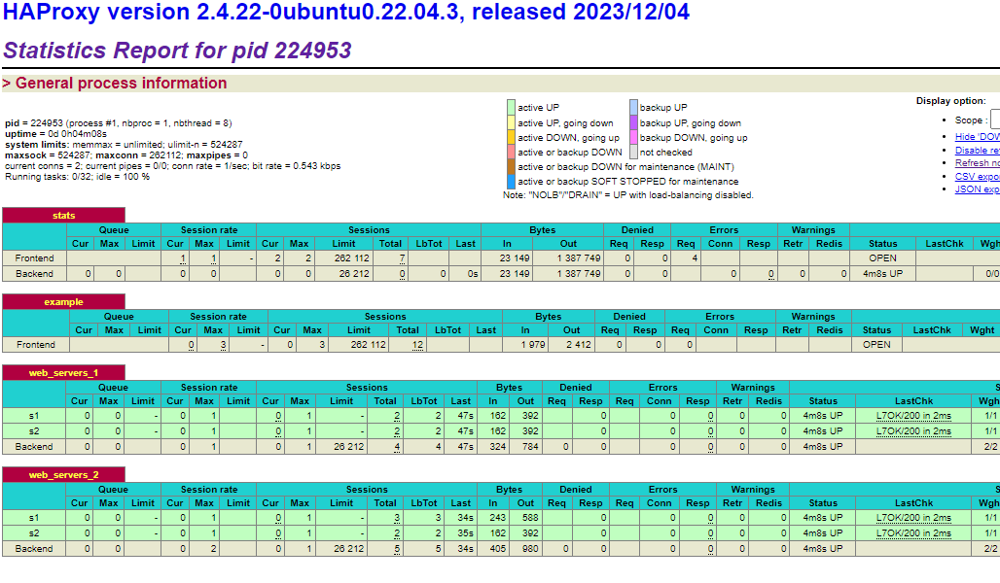 HAProxy version 2.4.22-0ubuntu0.22.04.3, released 2023/12/04
Statistics Report for pid 224953
> General process information
pid = 224953 (process #1, nbproc = 1, nbthread = 8)
uptime = 0d 0h04m08s
system limits: memmax = unlimited; ulimit-n = 524287
maxsock = 524287; maxconn = 262112; maxpipes = 0
current conns = 2; current pipes = 0/0; conn rate = 1/sec; bit rate = 0.543 kbps
Running tasks: 0/32; idle = 100 %
active UP backup UP
active UP, going down backup UP, going down
active DOWN, going up backup DOWN, going up
active or backup DOWN not checked
active or backup DOWN for maintenance (MAINT)
active or backup SOFT STOPPED for maintenance
Note: "NOLB"/"DRAIN" = UP with load-balancing disabled.
Display option:
Scope :
Hide 'DOW
Disable re
Refresh no
CSV expo
JSON exp
stats
Queue Session rate Sessions Bytes Denied Errors Warnings
Cur Max Limit Cur Max Limit Cur Max Limit Total LbTot Last In Out Req Resp Req Conn Resp Retr Redis Status LastChk Wgh
Frontend 1 1 - 2 2 262 112 7 23 149 1 387 749 0 0 4 OPEN
Backend 0 0 0 0 0 0 26 212 0 0 0s 23 149 1 387 749 0 0 0 0 0 0 4m8s UP 0/0
example
Queue Session rate Sessions Bytes Denied Errors Warnings
Cur Max Limit Cur Max Limit Cur Max Limit Total LbTot Last In Out Req Resp Req Conn Resp Retr Redis Status LastChk Wght
Frontend 0 3 - 0 3 262 112 12 1 979 2 412 0 0 0 OPEN
web_servers_1
Queue Session rate Sessions Bytes Denied Errors Warnings S
Cur Max Limit Cur Max Limit Cur Max Limit Total LbTot Last In Out Req Resp Req Conn Resp Retr Redis Status LastChk Wgh
s1 0 0 - 0 1 0 1 - 2 2 47s 162 392 0 0 0 0 0 4m8s UP L7OK/200 in 2ms 1/1
s2 0 0 - 0 1 0 1 - 2 2 47s 162 392 0 0 0 0 0 4m8s UP L7OK/200 in 2ms 1/1
Backend 0 0 0 1 0 1 26 212 4 4 47s 324 784 0 0 0 0 0 0 4m8s UP 2/2
web_servers_2
Queue Session rate Sessions Bytes Denied Errors Warnings S
Cur Max Limit Cur Max Limit Cur Max Limit Total LbTot Last In Out Req Resp Req Conn Resp Retr Redis Status LastChk Wgh
s1 0 0 - 0 1 0 1 - 3 3 34s 243 588 0 0 0 0 0 4m8s UP L7OK/200 in 2ms 1/1
s2 0 0 - 0 1 0 1 - 2 2 35s 162 392 0 0 0 0 0 4m8s UP L7OK/200 in 2ms 1/1
Backend 0 0 0 2 0 1 26 212 5 5 34s 405 980 0 0 0 0 0 0 4m8s UP 2/2